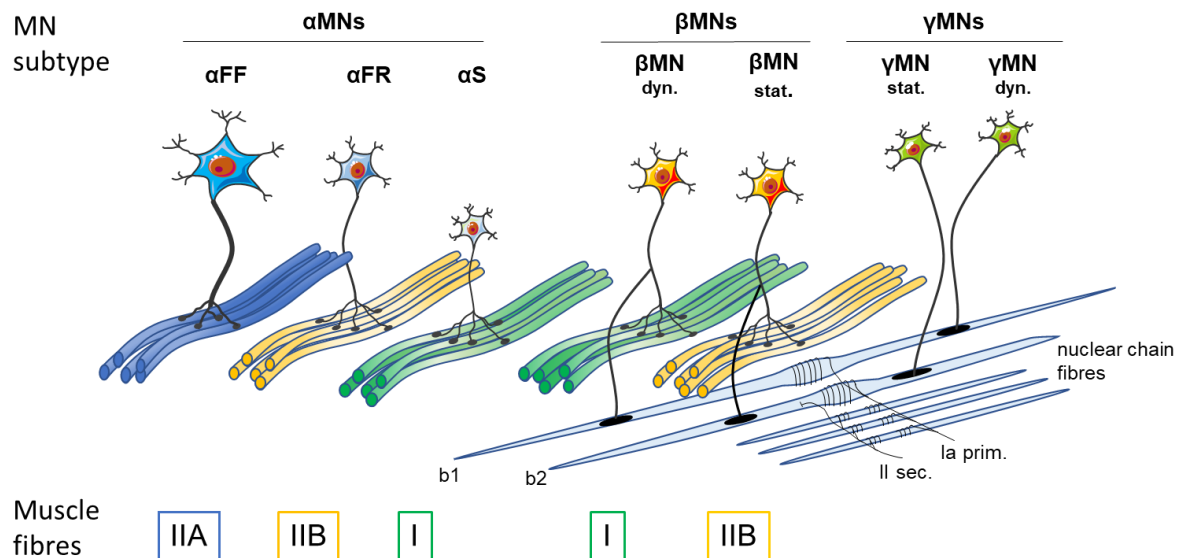 MN
subtype
αMNs
βMNs
γMNs
αFF
αFR
αS
βMN
dyn.
βMN
stat.
γMN
stat.
γMN
dyn.
nuclear chain
fibres
Ia prim.
II sec.
b1
b2
Muscle
fibres
IIA
IIB
I
I
IIB